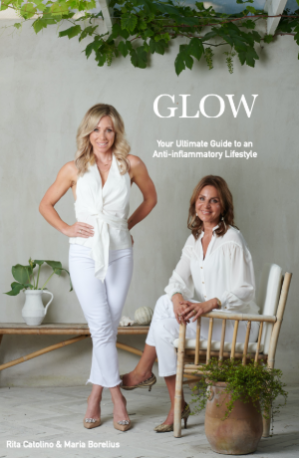 GLOW
Your Ultimate Guide to an
Anti-inflammatory Lifestyle
Rita Catolino & Maria Borelius